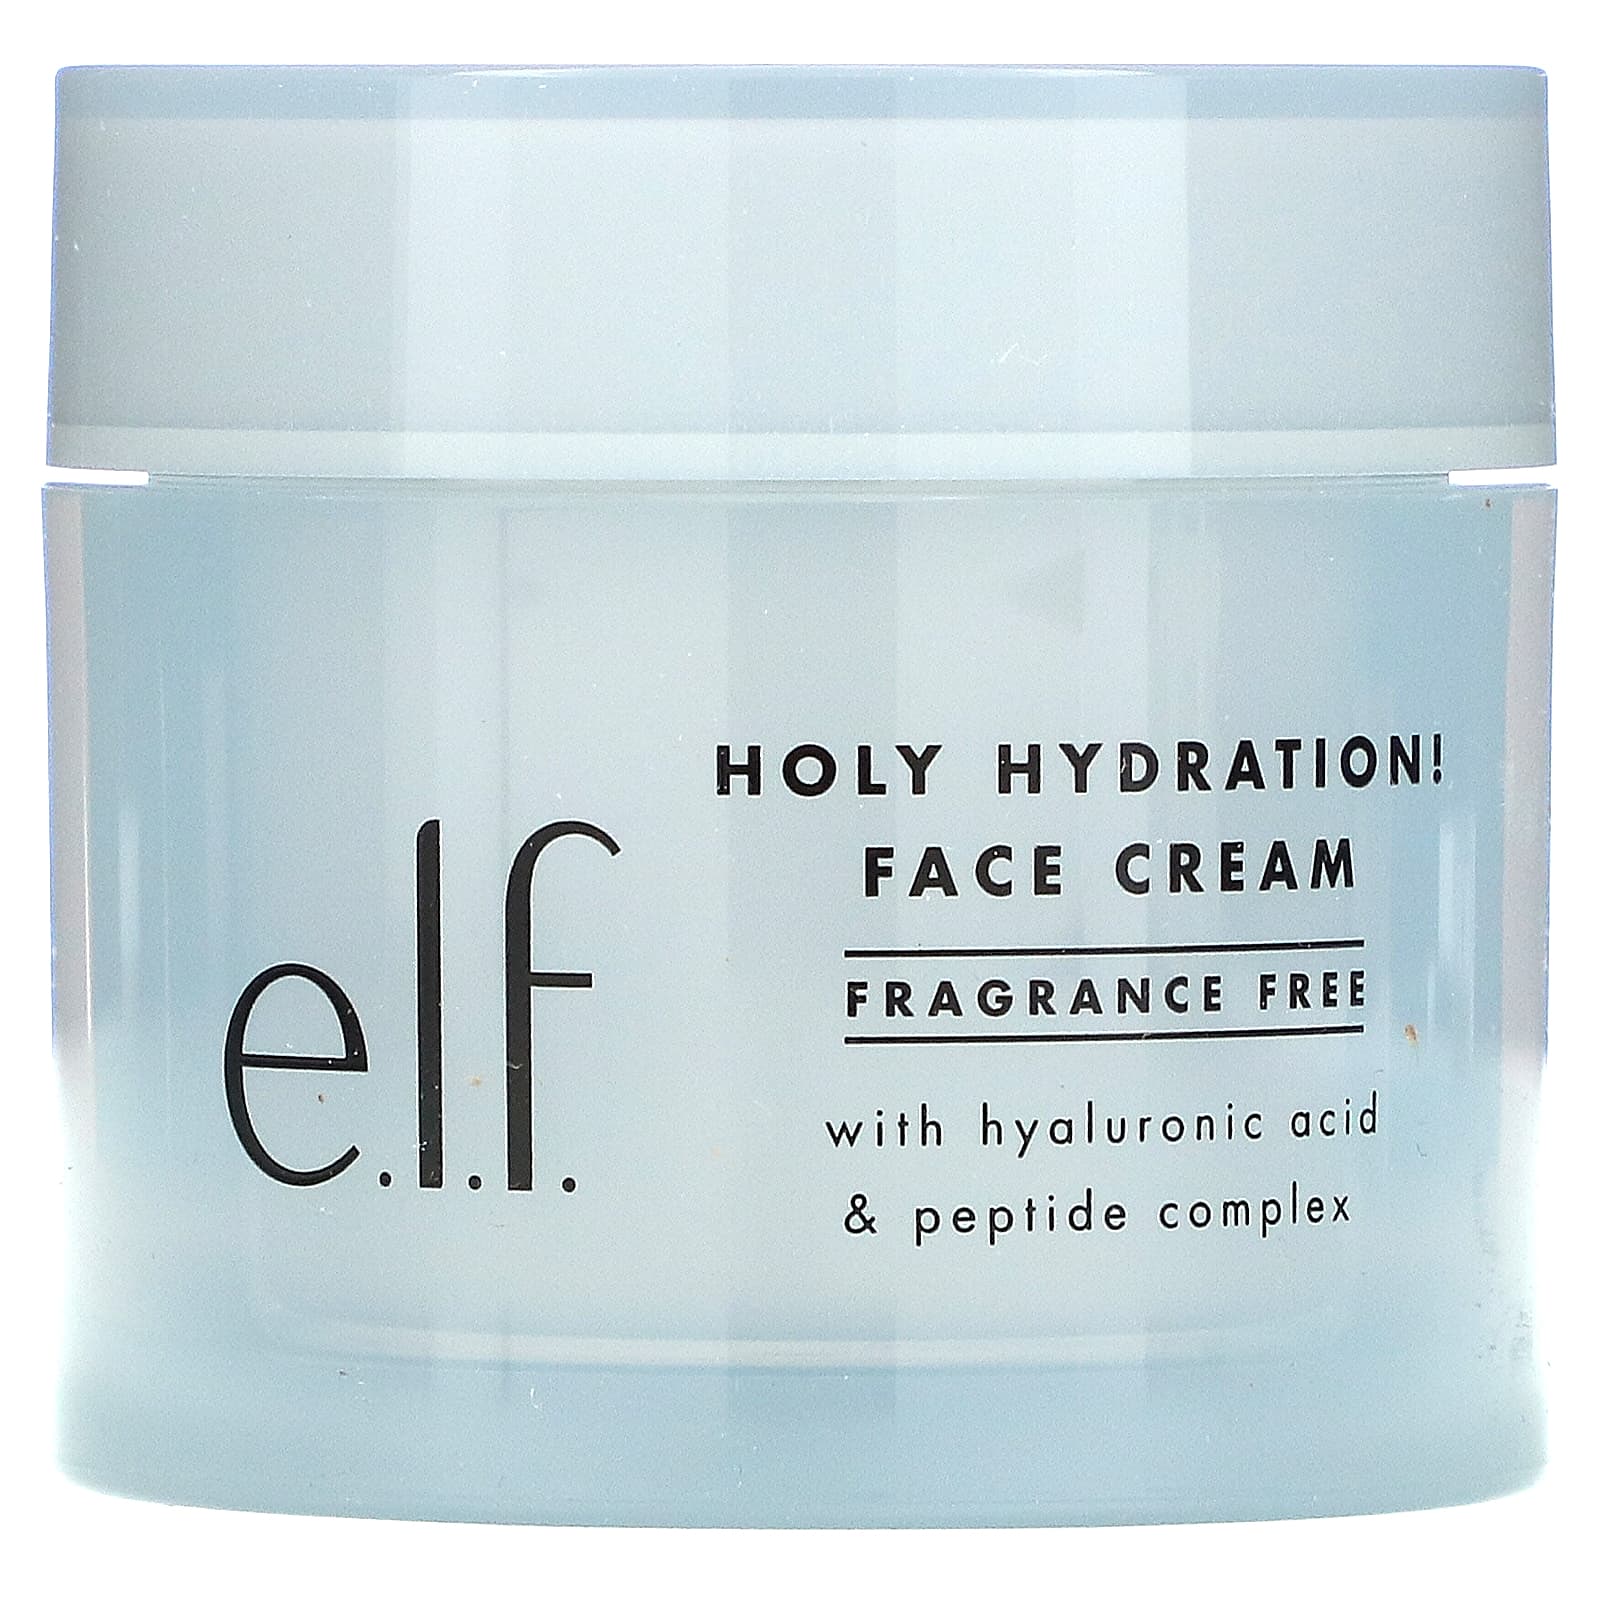 e.l.f.
HOLY HYDRATION!
FACE CREAM
FRAGRANCE FREE
with hyaluronic acid
& peptide complex